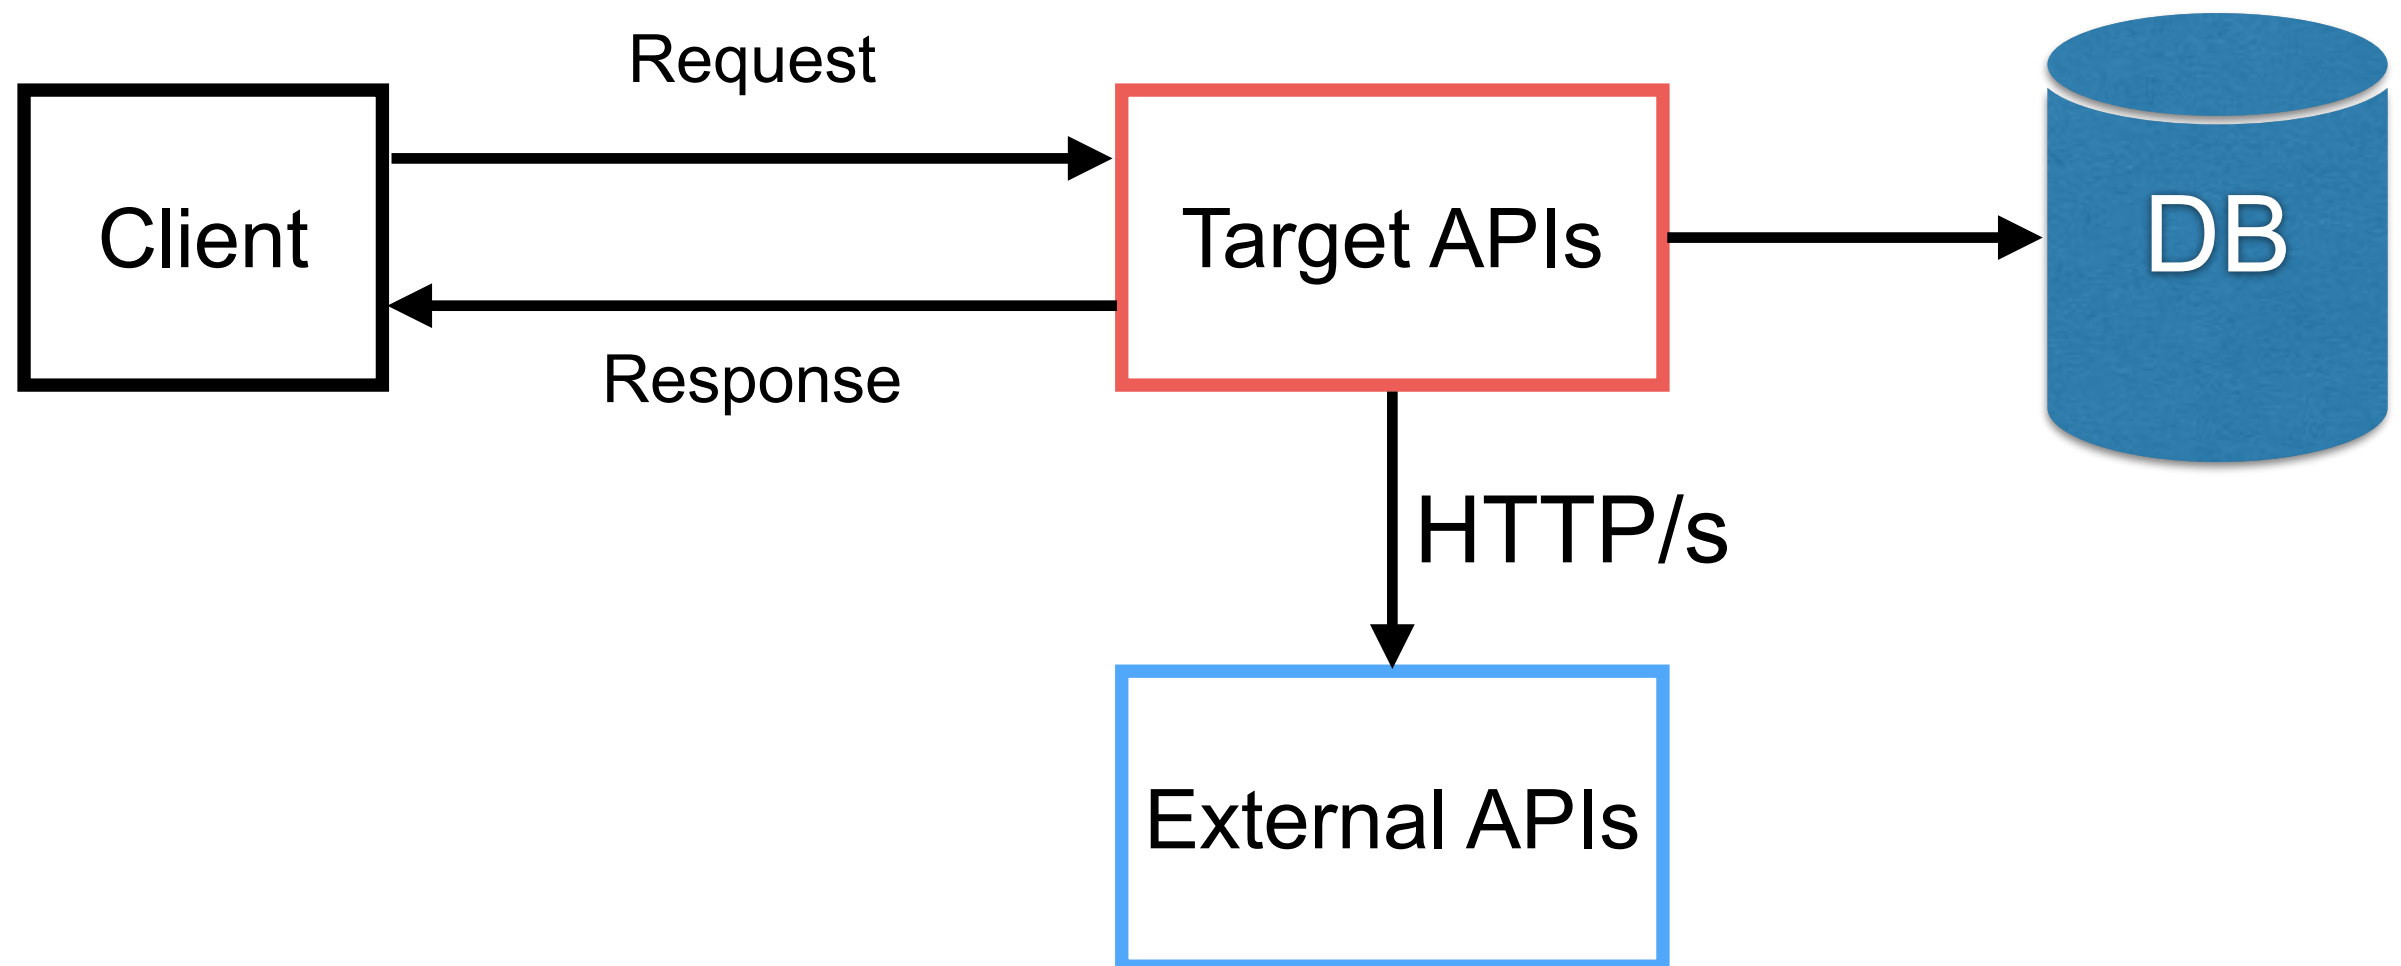 Request
Client
Target APIs
DB
Response
HTTP/s
External APIs